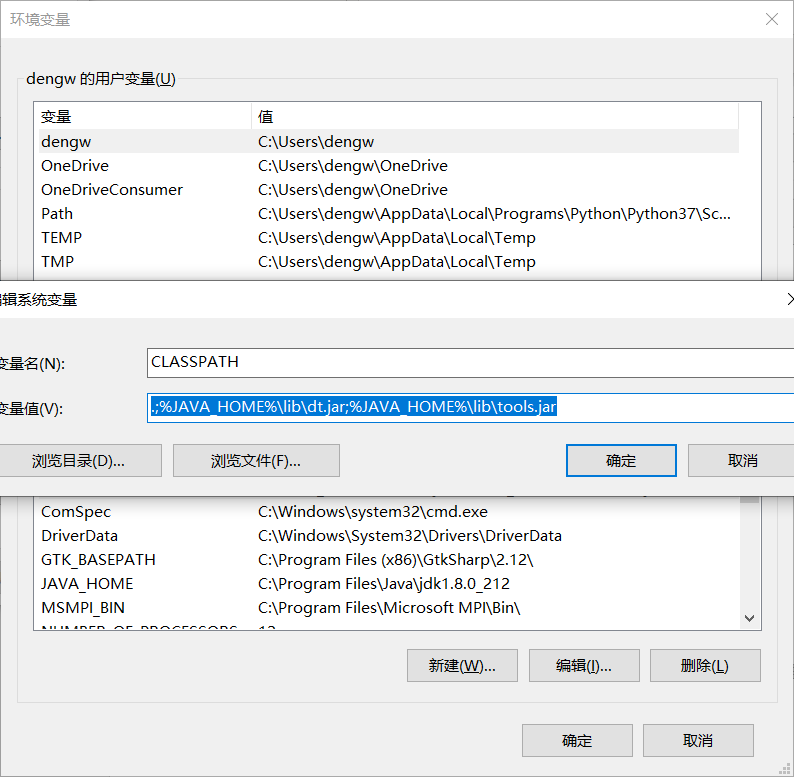 环境变量
dengw 的用户变量(U)
变量 值
dengw C:\Users\dengw
OneDrive C:\Users\dengw\OneDrive
OneDriveConsumer C:\Users\dengw\OneDrive
Path C:\Users\dengw\AppData\Local\Programs\Python\Python37\Sc...
TEMP C:\Users\dengw\AppData\Local\Temp
TMP C:\Users\dengw\AppData\Local\Temp
编辑系统变量
变量名(N): CLASSPATH
变量值(V): .;%JAVA_HOME%\lib\dt.jar;%JAVA_HOME%\lib\tools.jar
浏览目录(D)... 浏览文件(F)... 确定 取消
ComSpec C:\Windows\system32\cmd.exe
DriverData C:\Windows\System32\Drivers\DriverData
GTK_BASEPATH C:\Program Files (x86)\GtkSharp\2.12\
JAVA_HOME C:\Program Files\Java\jdk1.8.0_212
MSMPI_BIN C:\Program Files\Microsoft MPI\Bin\
NUMBER_OF_PROCESSORS 12
新建(W)... 编辑(I)... 删除(L)
确定 取消